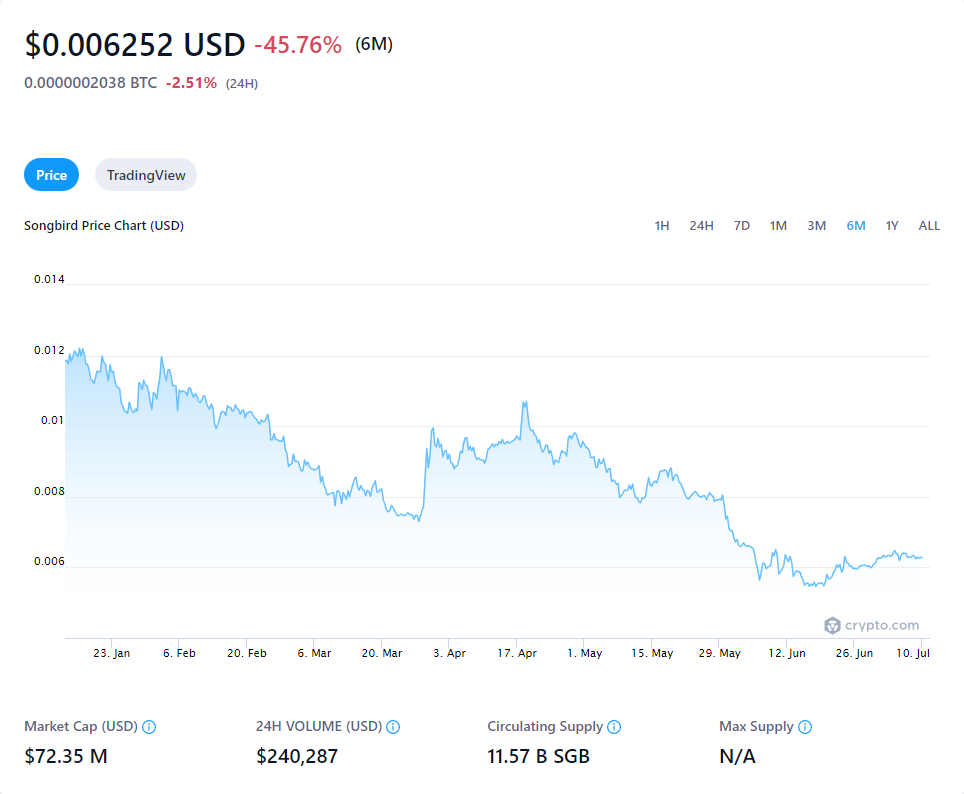 $0.006252 USD -45.76% (6M)
0.0000002038 BTC -2.51% (24H)
Price TradingView
Songbird Price Chart (USD) 1H 24H 7D 1M 3M 6M 1Y ALL
0.014
0.012
0.01
0.008
0.006
crypto.com
23. Jan 6. Feb 20. Feb 6. Mar 20. Mar 3. Apr 17. Apr 1. May 15. May 29. May 12. Jun 26. Jun 10. Jul
Market Cap (USD) 24H VOLUME (USD) Circulating Supply Max Supply
$72.35 M $240,287 11.57 B SGB N/A